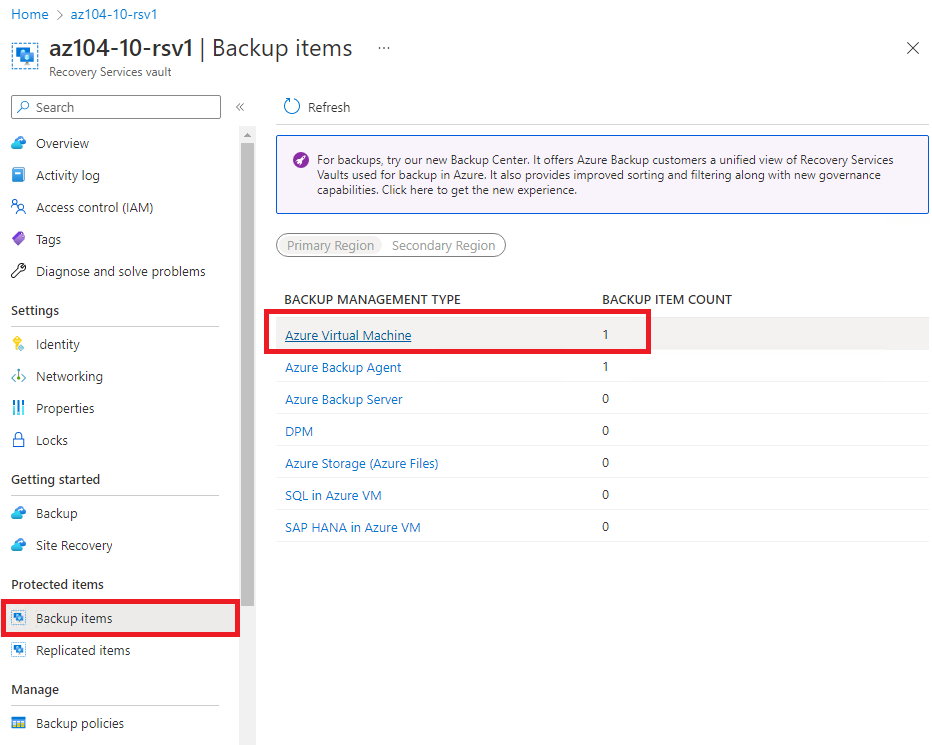 Home > az104-10-rsv1
az104-10-rsv1 | Backup items ...
Recovery Services vault
Search «
Overview
Activity log
Access control (IAM)
Tags
Diagnose and solve problems
Settings
Identity
Networking
Properties
Locks
Getting started
Backup
Site Recovery
Protected items
Backup items
Replicated items
Manage
Backup policies
Refresh
For backups, try our new Backup Center. It offers Azure Backup customers a unified view of Recovery Services
Vaults used for backup in Azure. It also provides improved sorting and filtering along with new governance
capabilities. Click here to get the new experience.
Primary Region Secondary Region
BACKUP MANAGEMENT TYPE BACKUP ITEM COUNT
Azure Virtual Machine 1
Azure Backup Agent 1
Azure Backup Server 0
DPM 0
Azure Storage (Azure Files) 0
SQL in Azure VM 0
SAP HANA in Azure VM 0